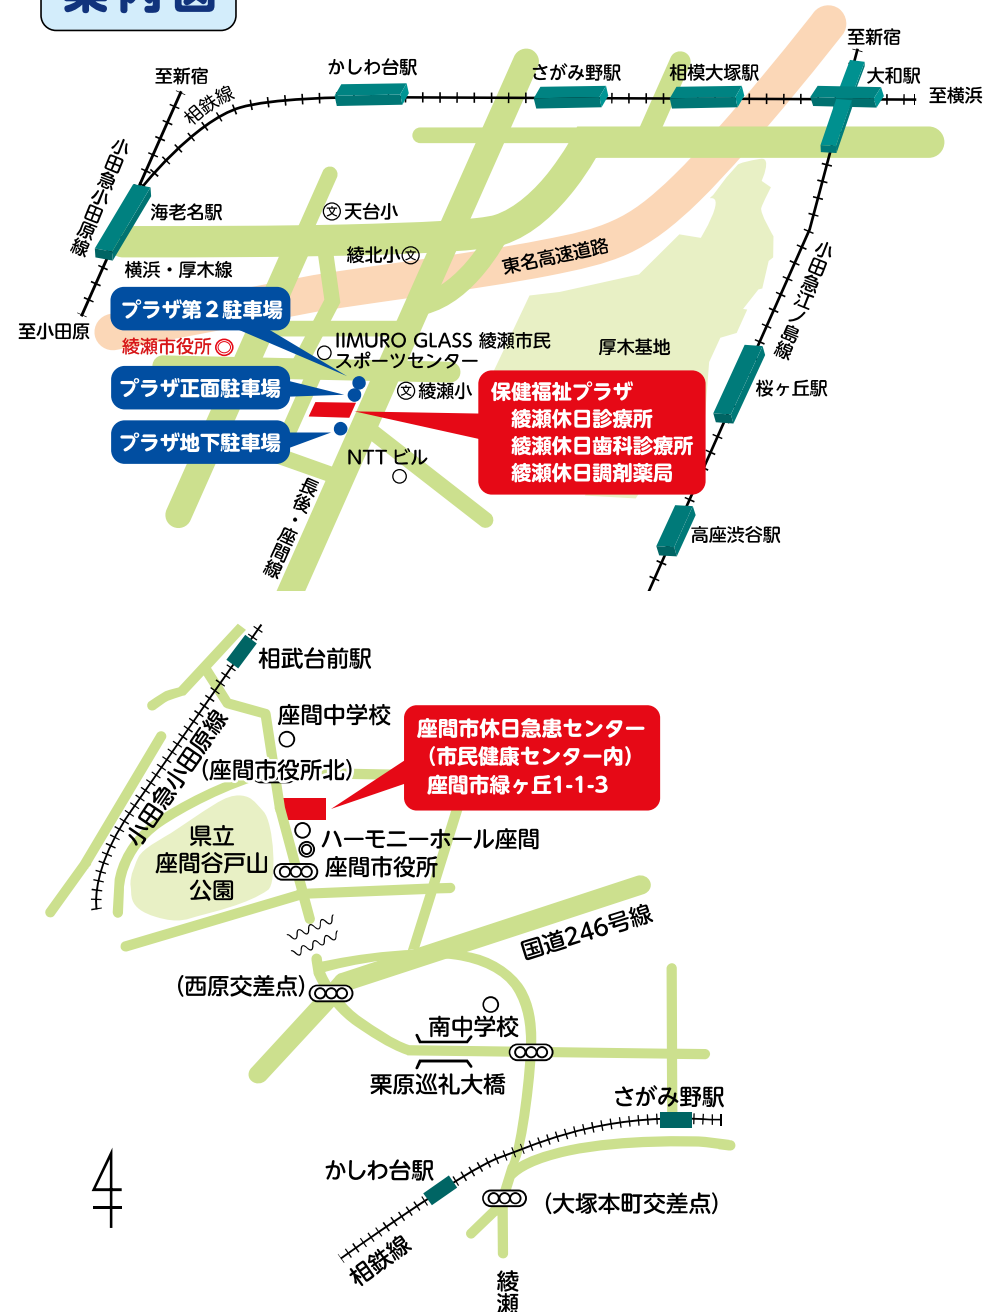 案内図
至新宿
相鉄線
かしわ台駅
さがみ野駅
相模大塚駅
至新宿
大和駅
至横浜
小田急小田原線
海老名駅
天台小
文
綾北小
文
東名高速道路
小田急江ノ島線
横浜・厚木線
至小田原
プラザ第2駐車場
綾瀬市役所
IIMURO GLASS 綾瀬市民
スポーツセンター
厚木基地
プラザ正面駐車場
文
綾瀬小
保健福祉プラザ
綾瀬休日診療所
綾瀬休日歯科診療所
綾瀬休日調剤薬局
桜ヶ丘駅
プラザ地下駐車場
NTT ビル
長後・座間線
高座渋谷駅
相武台前駅
小田急小田原線
座間中学校
座間市休日急患センター
(市民健康センター内)
座間市緑ヶ丘1-1-3
(座間市役所北)
県立
座間谷戸山
公園
ハーモニーホール座間
座間市役所
国道246号線
(西原交差点)
南中学校
栗原巡礼大橋
さがみ野駅
かしわ台駅
(大塚本町交差点)
相鉄線
綾瀬